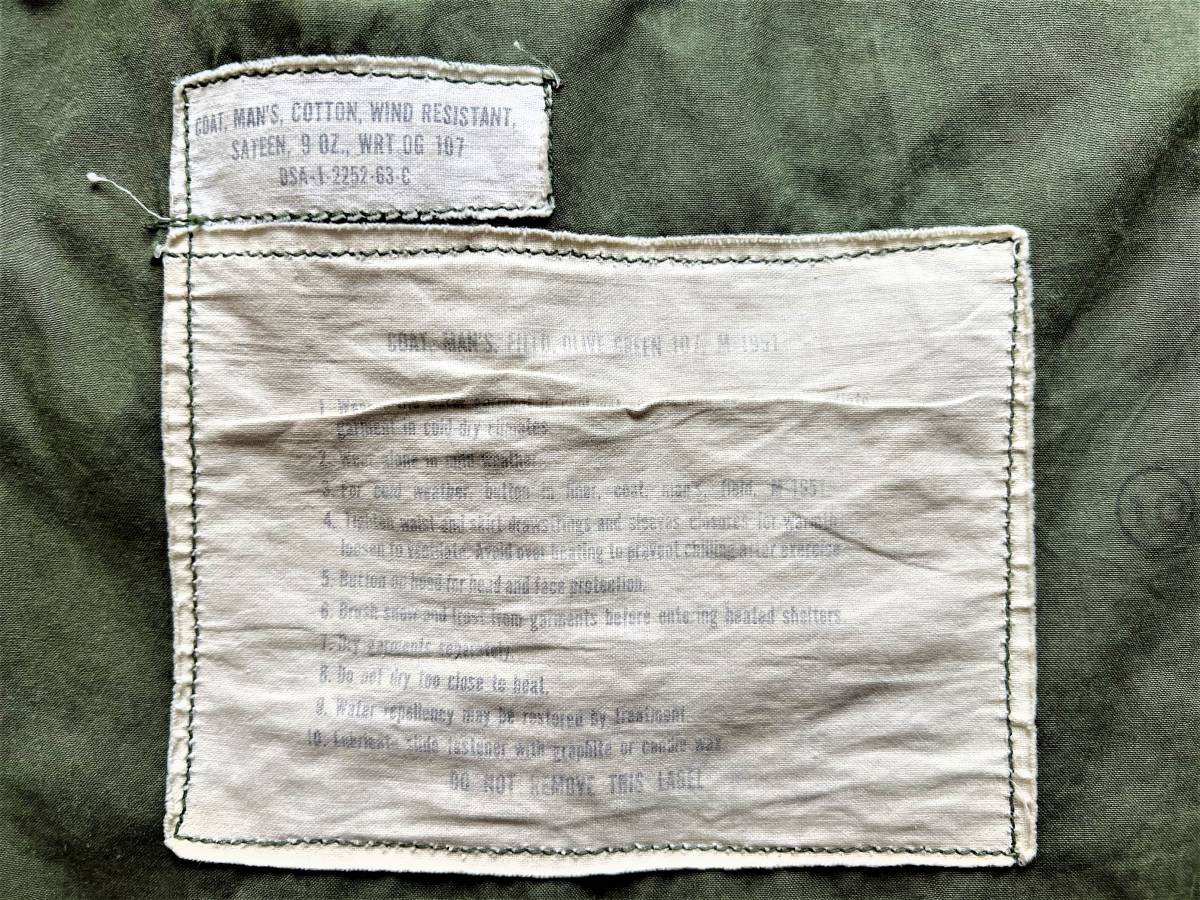 COAT, MAN'S, COTTON, WIND RESISTANT,
SATEEN, 9 OZ., WRT OG 107
DSA-1-2252-63-C
COAT, MAN'S, FIELD, OLIVE GREEN 107, M-1951
1. Wear
garment in cold dry climates.
2. Wear alone in mild weather.
3. For cold weather, button in liner, coat, man's, field, M-1951
4. Tighten waist and skirt drawstrings and sleeves closures for warmth
loosen to ventilate. Avoid over heating to prevent chilling after exercise
5. Button on hood for head and face protection.
6. Brush snow and frost from garments before entering heated shelters.
7. Dry garments separately.
8. Do not dry too close to heat.
9. Water repellency may be restored by treatment
10. Lubricate slide fastener with graphite or candle wax
DO NOT REMOVE THIS LABEL